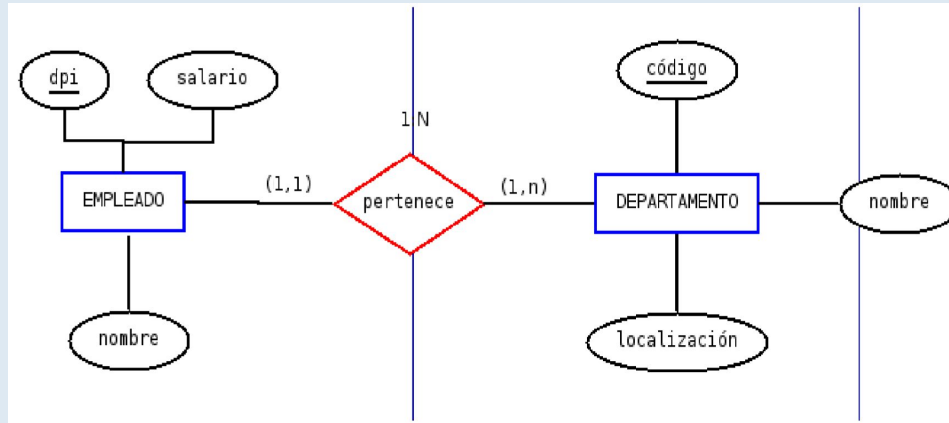 dpi
salario
código
1 N
EMPLEADO
(1,1)
pertenece
(1,n)
DEPARTAMENTO
nombre
nombre
localización